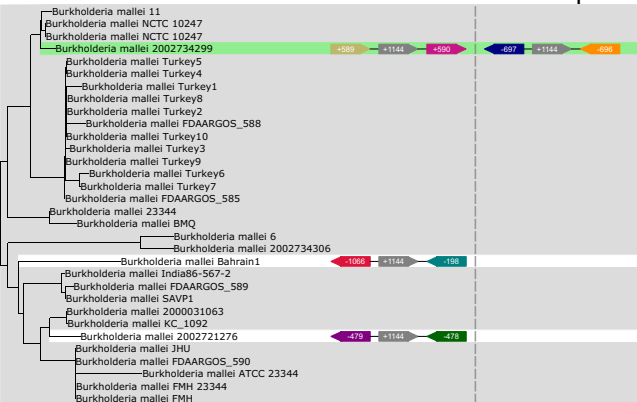 Burkholderia mallei 11
Burkholderia mallei NCTC 10247
Burkholderia mallei NCTC 10247
Burkholderia mallei 2002734299 +589 +1144 +590 -697 +1144 -696
Burkholderia mallei Turkey5
Burkholderia mallei Turkey4
Burkholderia mallei Turkey1
Burkholderia mallei Turkey8
Burkholderia mallei Turkey2
Burkholderia mallei FDAARGOS_588
Burkholderia mallei Turkey10
Burkholderia mallei Turkey3
Burkholderia mallei Turkey9
Burkholderia mallei Turkey6
Burkholderia mallei Turkey7
Burkholderia mallei FDAARGOS_585
Burkholderia mallei 23344
Burkholderia mallei BMQ
Burkholderia mallei 6
Burkholderia mallei 2002734306
Burkholderia mallei Bahrain1 -1066 +1144 -198
Burkholderia mallei India86-567-2
Burkholderia mallei FDAARGOS_589
Burkholderia mallei SAVP1
Burkholderia mallei 2000031063
Burkholderia mallei KC_1092
Burkholderia mallei 2002721276 -479 +1144 -478
Burkholderia mallei JHU
Burkholderia mallei FDAARGOS_590
Burkholderia mallei ATCC 23344
Burkholderia mallei FMH 23344
Burkholderia mallei FMH